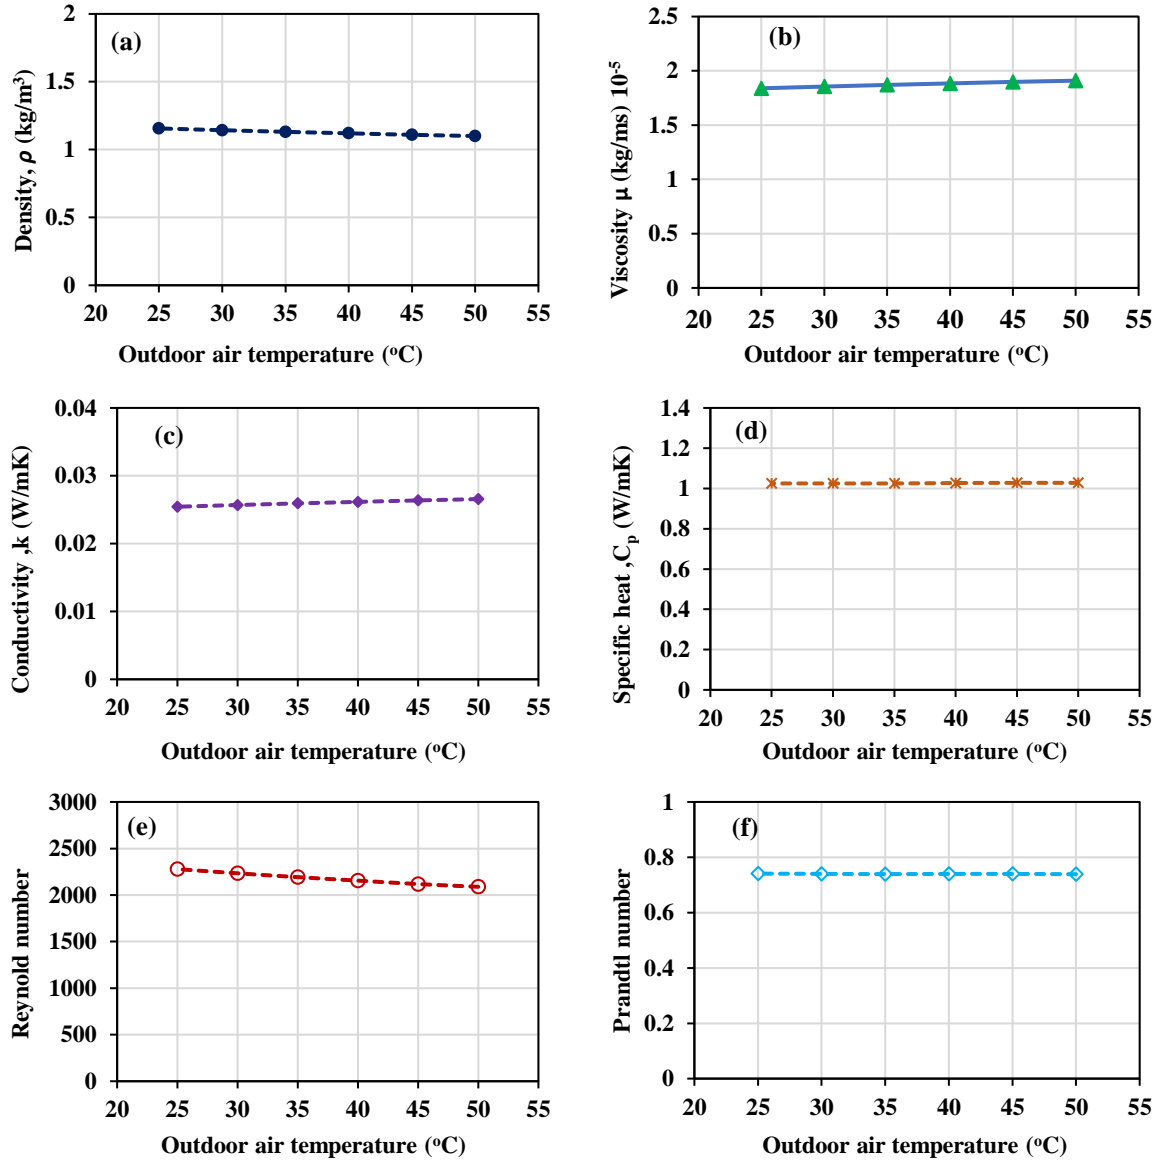 (a)
Density, ρ (kg/m³)
2
1.5
1
0.5
0
20 25 30 35 40 45 50 55
Outdoor air temperature (ºC)
(b)
Viscosity μ (kg/ms) 10⁻⁵
2.5
2
1.5
1
0.5
0
20 25 30 35 40 45 50 55
Outdoor air temperature (ºC)
(c)
Conductivity ,k (W/mK)
0.04
0.03
0.02
0.01
0
20 25 30 35 40 45 50 55
Outdoor air temperature (ºC)
(d)
Specific heat ,Cₚ (W/mK)
1.4
1.2
1
0.8
0.6
0.4
0.2
0
20 25 30 35 40 45 50 55
Outdoor air temperature (ºC)
(e)
Reynold number
3000
2500
2000
1500
1000
500
0
20 25 30 35 40 45 50 55
Outdoor air temperature (ºC)
(f)
Prandtl number
1
0.8
0.6
0.4
0.2
0
20 25 30 35 40 45 50 55
Outdoor air temperature (ºC)